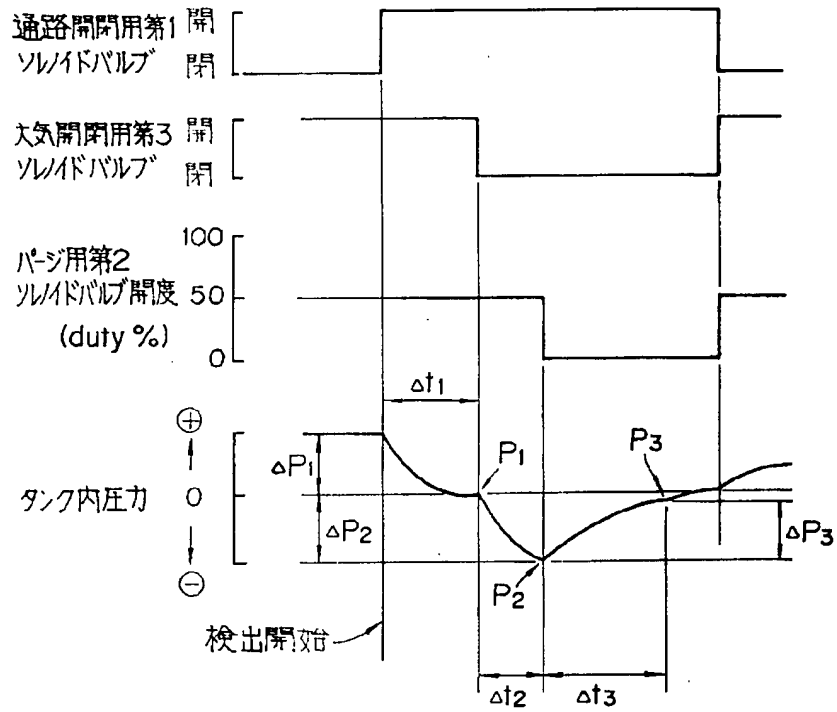 通路開閉用第1
ソレノイドバルブ
開
閉
大気開閉用第3
ソレノイドバルブ
開
閉
パージ用第2
ソレノイドバルブ開度
(duty %)
100
50
0
Δt1
⊕
ΔP1
P1
P3
タンク内圧力
0
ΔP2
ΔP3
⊖
P2
検出開始
Δt2
Δt3